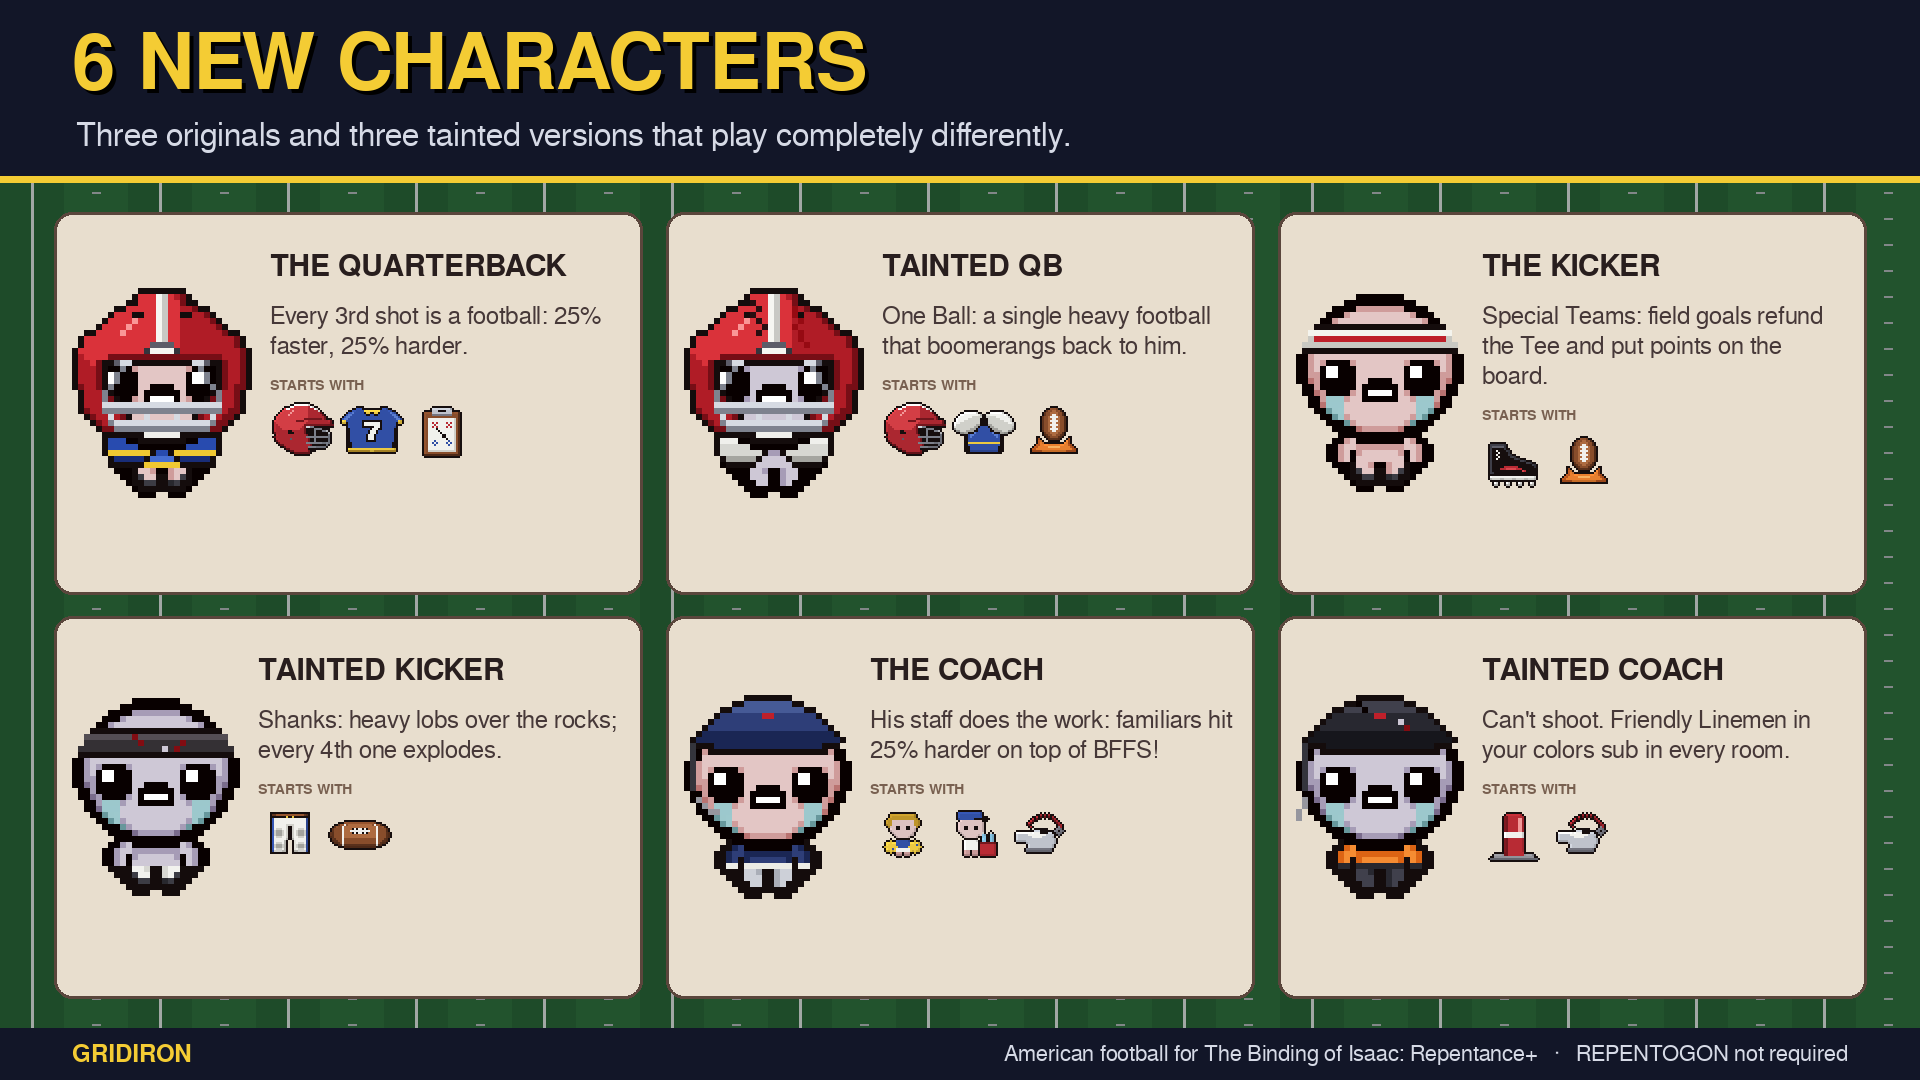 6 NEW CHARACTERS
Three originals and three tainted versions that play completely differently.
THE QUARTERBACK
Every 3rd shot is a football: 25%
faster, 25% harder.
STARTS WITH
7
TAINTED QB
One Ball: a single heavy football
that boomerangs back to him.
STARTS WITH
THE KICKER
Special Teams: field goals refund
the Tee and put points on the
board.
STARTS WITH
TAINTED KICKER
Shanks: heavy lobs over the rocks;
every 4th one explodes.
STARTS WITH
THE COACH
His staff does the work: familiars hit
25% harder on top of BFFS!
STARTS WITH
TAINTED COACH
Can't shoot. Friendly Linemen in
your colors sub in every room.
STARTS WITH
GRIDIRON
American football for The Binding of Isaac: Repentance+ · REPENTOGON not required